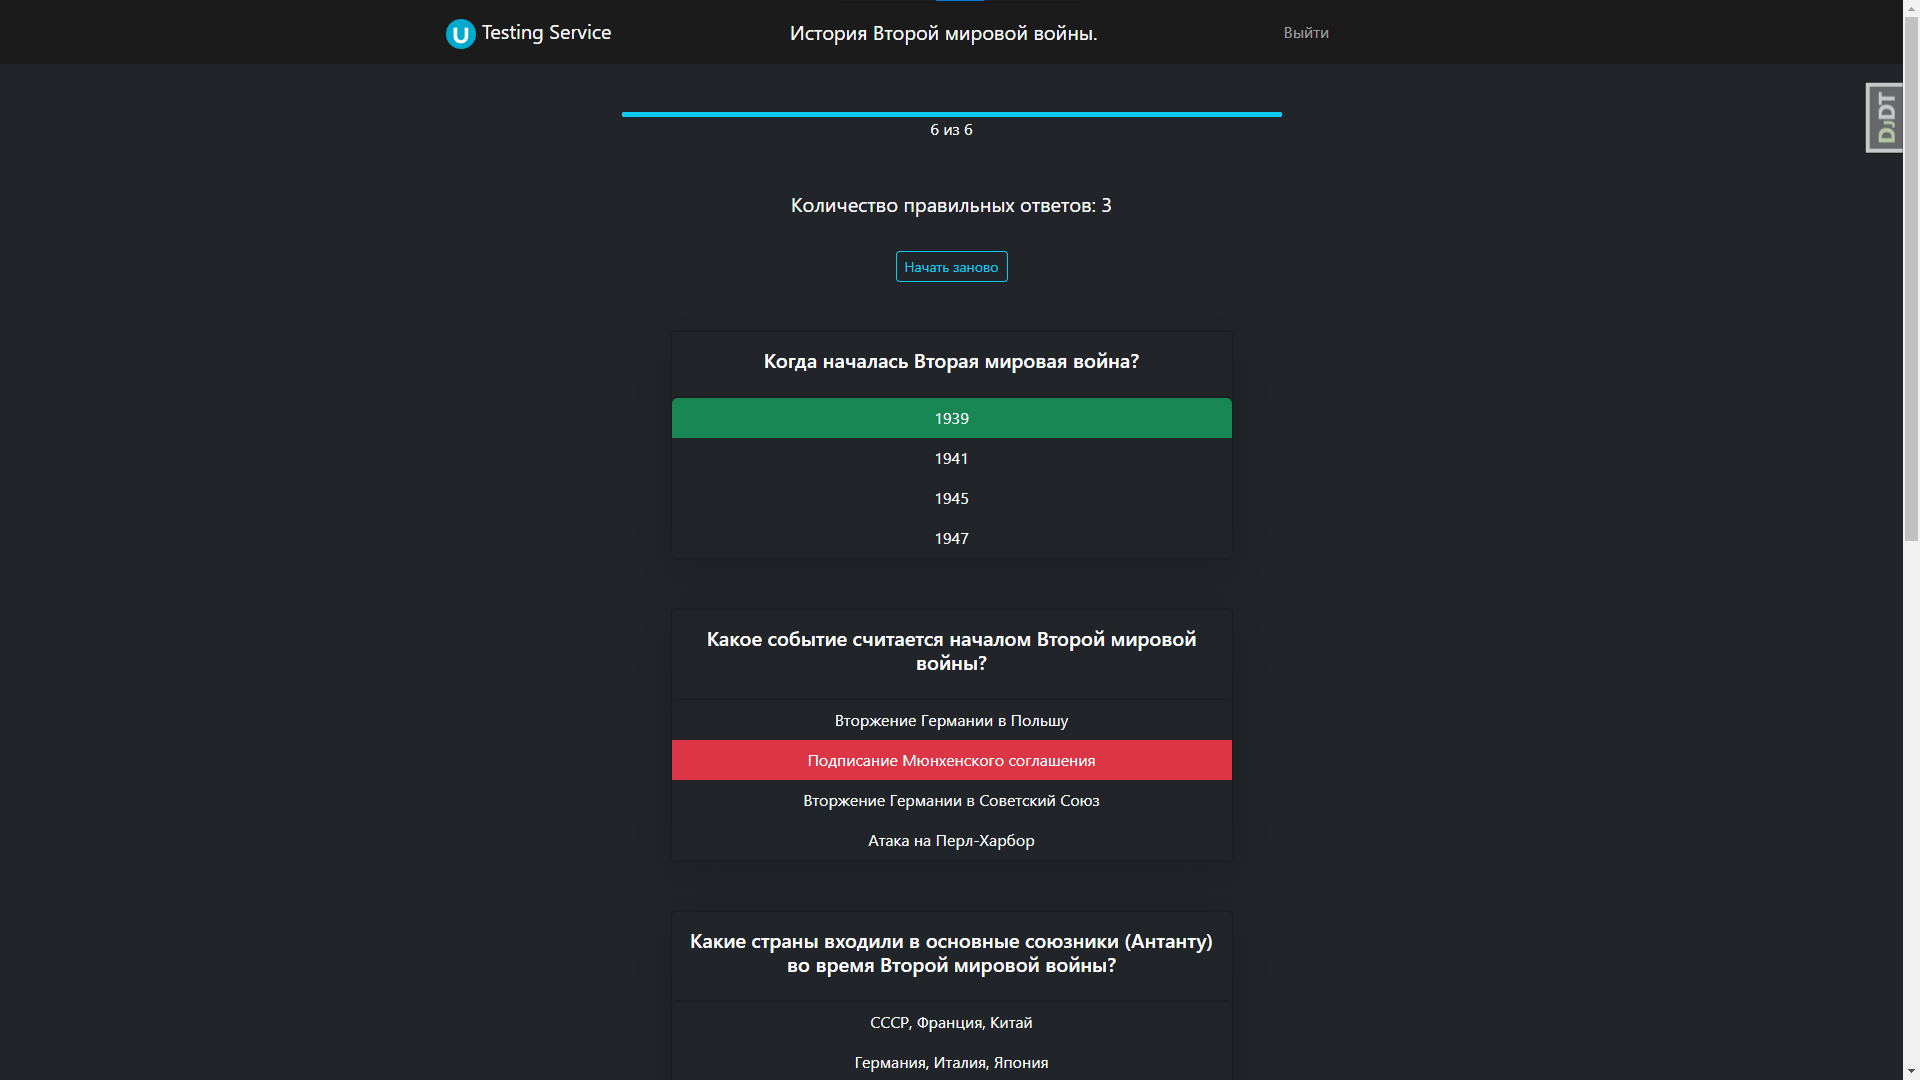 U Testing Service
История Второй мировой войны.
Выйти
DjDT
6 из 6
Количество правильных ответов: 3
Начать заново
Когда началась Вторая мировая война?
1939
1941
1945
1947
Какое событие считается началом Второй мировой
войны?
Вторжение Германии в Польшу
Подписание Мюнхенского соглашения
Вторжение Германии в Советский Союз
Атака на Перл-Харбор
Какие страны входили в основные союзники (Антанту)
во время Второй мировой войны?
СССР, Франция, Китай
Германия, Италия, Япония